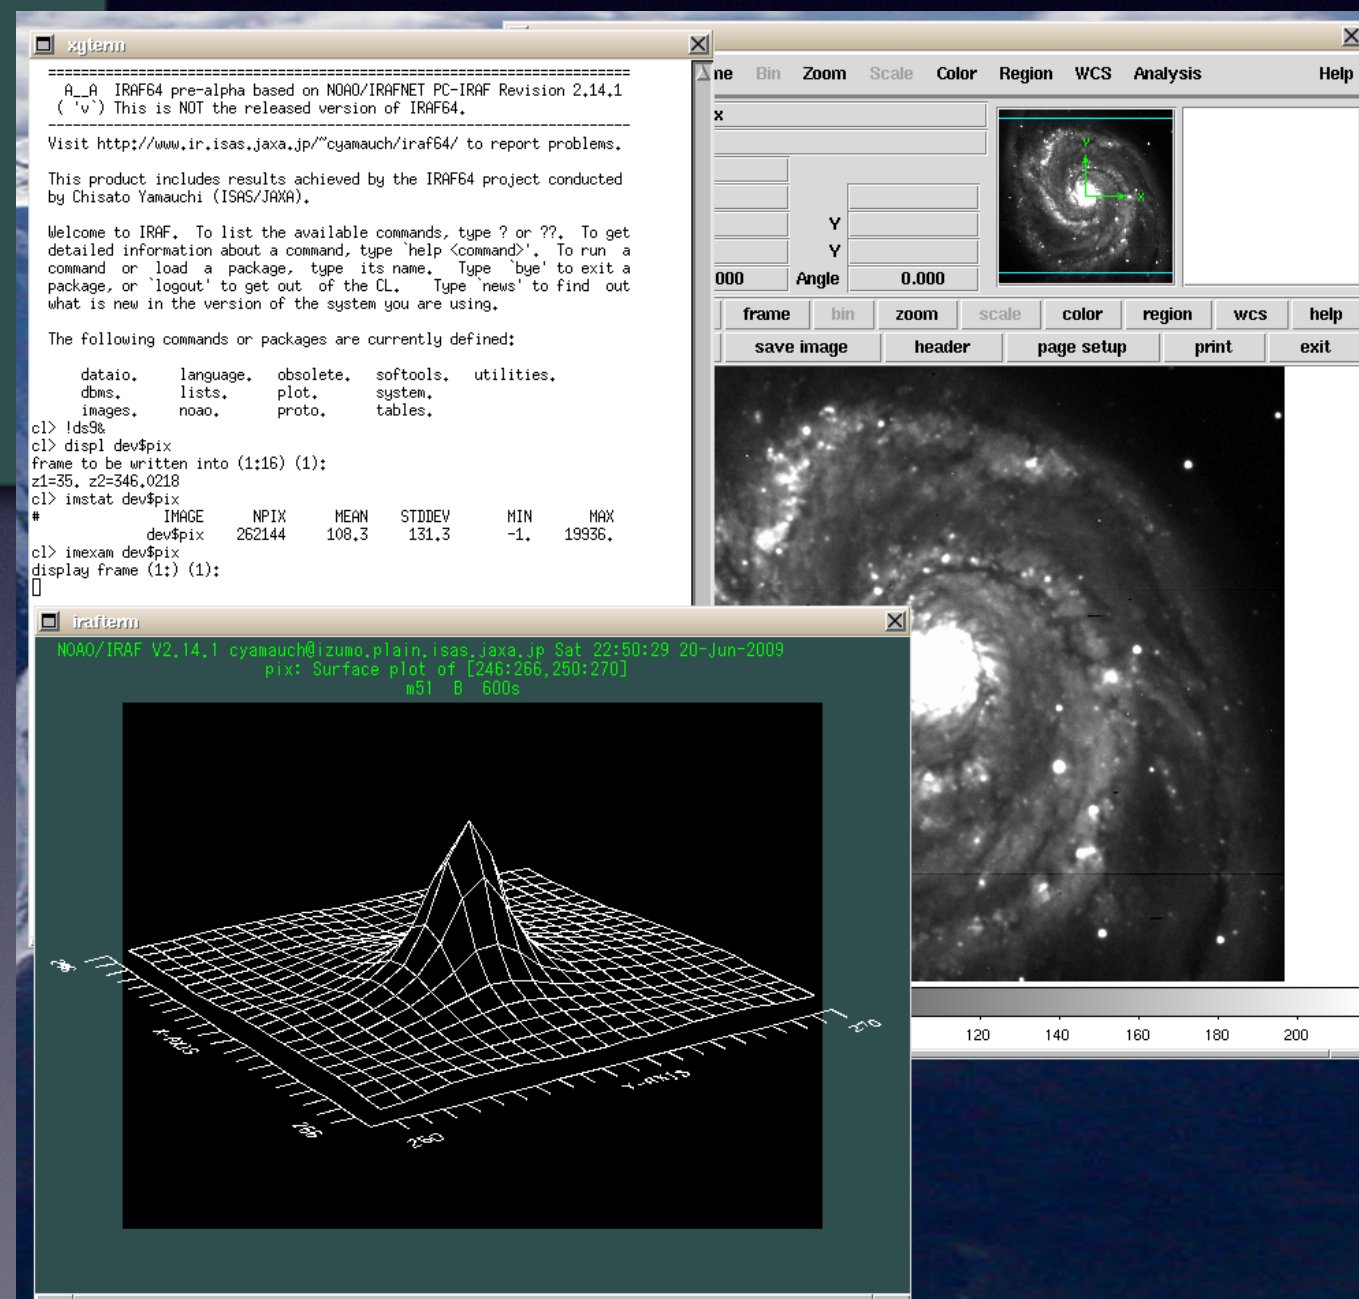 xgterm
===========================================================================
A__A  IRAF64 pre-alpha based on NOAO/IRAFNET PC-IRAF Revision 2.14.1
( 'v`) This is NOT the released version of IRAF64.
---------------------------------------------------------------------------
Visit http://www.ir.isas.jaxa.jp/~cyamauch/iraf64/ to report problems.
This product includes results achieved by the IRAF64 project conducted
by Chisato Yamauchi (ISAS/JAXA).
Welcome to IRAF.  To list the available commands, type ? or ??.  To get
detailed information about a command, type `help <command>'.  To run  a
command  or  load  a  package,  type  its name.   Type  `bye' to exit a
package, or `logout' to get out  of the CL.    Type `news' to find  out
what is new in the version of the system you are using.
The following commands or packages are currently defined:
dataio.     language.   obsolete.   softools.   utilities.
dbms.       lists.      plot.       system.
images.     noao.       proto.      tables.
cl> !ds9&
cl> displ dev$pix
frame to be written into (1:16) (1):
z1=35. z2=346.0218
cl> imstat dev$pix
#               IMAGE      NPIX      MEAN    STDDEV       MIN       MAX
dev$pix    262144     108.3     131.3       -1.    19936.
cl> imexam dev$pix
display frame (1:) (1):
me Bin Zoom Scale Color Region WCS Analysis Help
x
Y
Y
000 Angle 0.000
Y
X
frame bin zoom scale color region wcs help
save image header page setup print exit
120 140 160 180 200
irafterm
NOAO/IRAF V2.14.1 cyamauch@izumo.plain.isas.jaxa.jp Sat 22:50:29 20-Jun-2009
pix: Surface plot of [246:266,250:270]
m51  B  600s
X-AXIS
266
250
Y-AXIS
270